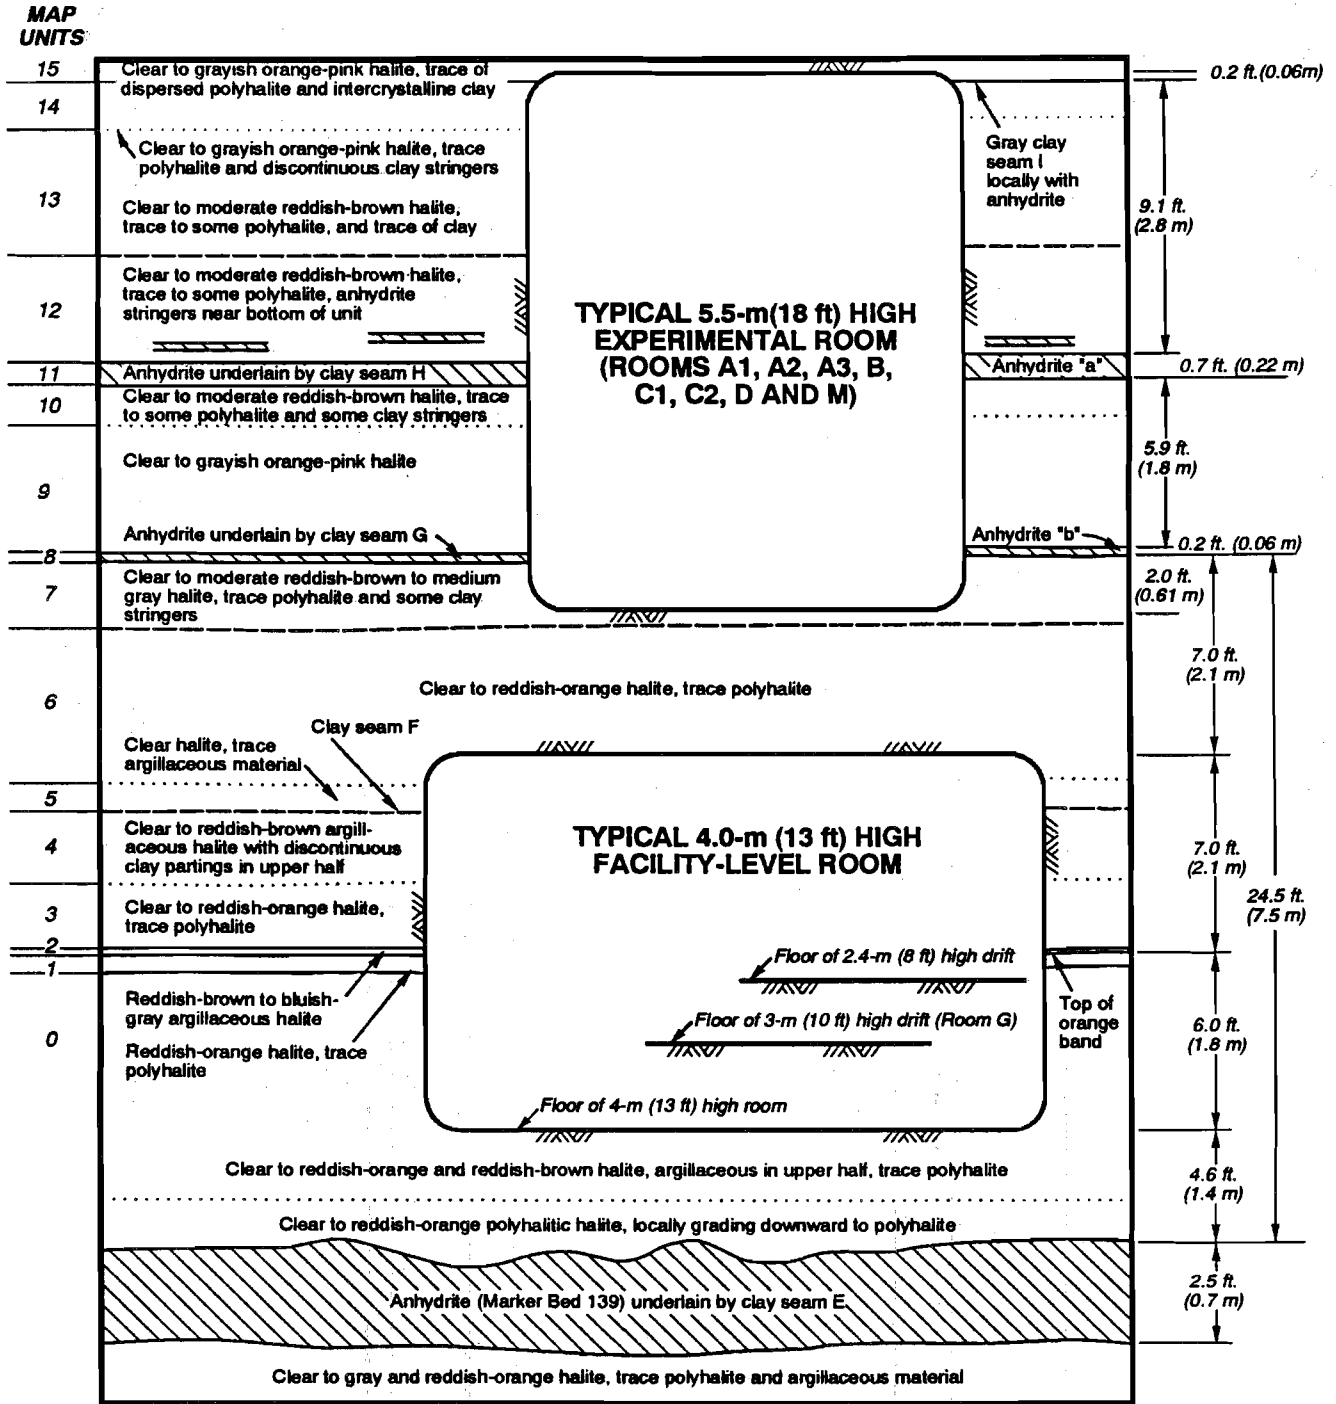 MAP
UNITS
15
14
13
12
11
10
9
8
7
6
5
4
3
2
1
0
Clear to grayish orange-pink halite, trace of
dispersed polyhalite and intercrystalline clay
Clear to grayish orange-pink halite, trace
polyhalite and discontinuous clay stringers
Clear to moderate reddish-brown halite,
trace to some polyhalite, and trace of clay
Clear to moderate reddish-brown halite,
trace to some polyhalite, anhydrite
stringers near bottom of unit
Anhydrite underlain by clay seam H
Clear to moderate reddish-brown halite, trace
to some polyhalite and some clay stringers
Clear to grayish orange-pink halite
Anhydrite underlain by clay seam G
Clear to moderate reddish-brown to medium
gray halite, trace polyhalite and some clay
stringers
TYPICAL 5.5-m(18 ft) HIGH
EXPERIMENTAL ROOM
(ROOMS A1, A2, A3, B,
C1, C2, D AND M)
Gray clay
seam I
locally with
anhydrite
Anhydrite "a"
Anhydrite "b"
0.2 ft.(0.06m)
9.1 ft.
(2.8 m)
0.7 ft. (0.22 m)
5.9 ft.
(1.8 m)
0.2 ft. (0.06 m)
2.0 ft.
(0.61 m)
7.0 ft.
(2.1 m)
Clear to reddish-orange halite, trace polyhalite
Clay seam F
Clear halite, trace
argillaceous material
Clear to reddish-brown argill-
aceous halite with discontinuous
clay partings in upper half
Clear to reddish-orange halite,
trace polyhalite
Reddish-brown to bluish-
gray argillaceous halite
Reddish-orange halite, trace
polyhalite
TYPICAL 4.0-m (13 ft) HIGH
FACILITY-LEVEL ROOM
Floor of 2.4-m (8 ft) high drift
Floor of 3-m (10 ft) high drift (Room G)
Floor of 4-m (13 ft) high room
Top of
orange
band
7.0 ft.
(2.1 m)
24.5 ft.
(7.5 m)
6.0 ft.
(1.8 m)
Clear to reddish-orange and reddish-brown halite, argillaceous in upper half, trace polyhalite
4.6 ft.
(1.4 m)
Clear to reddish-orange polyhalitic halite, locally grading downward to polyhalite
Anhydrite (Marker Bed 139) underlain by clay seam E
2.5 ft.
(0.7 m)
Clear to gray and reddish-orange halite, trace polyhalite and argillaceous material